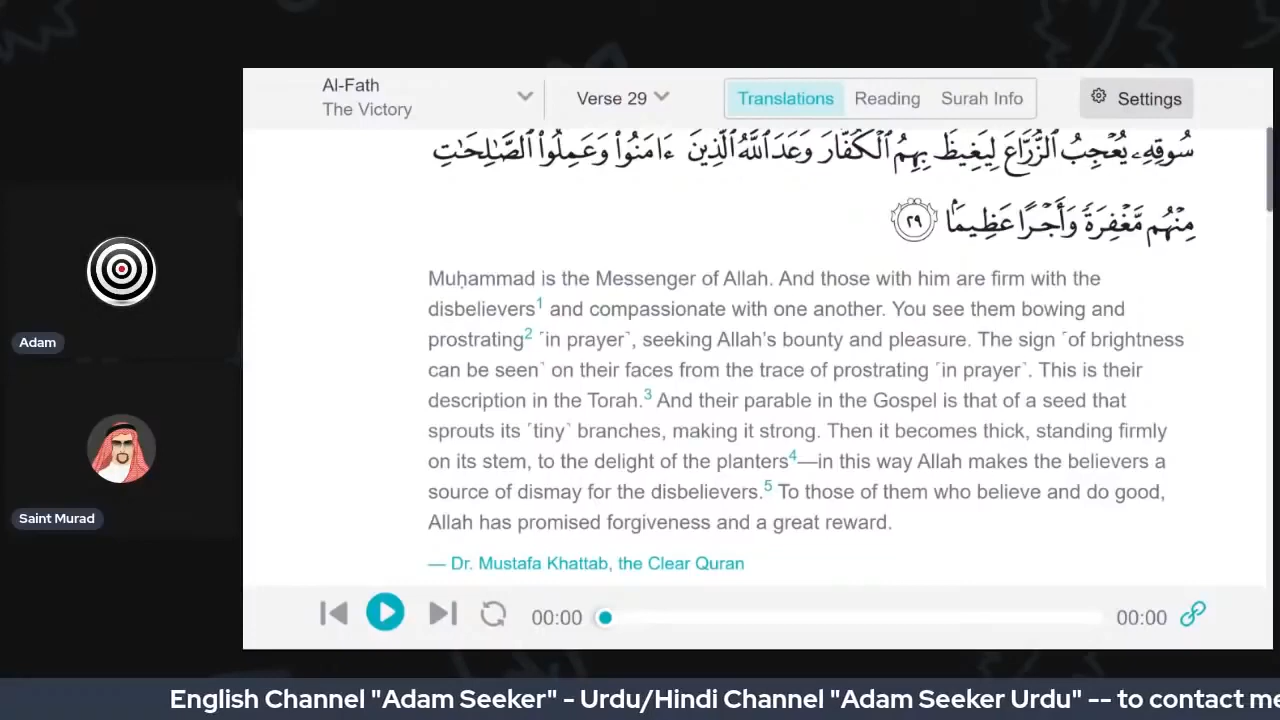 Al-Fath
The Victory
Verse 29
Translations
Reading
Surah Info
Settings
سُوقِهِۦ يُعْجِبُ ٱلزُّرَّاعَ لِيَغِيظَ بِهِمُ ٱلْكُفَّارَ وَعَدَ ٱللَّهُ ٱلَّذِينَ ءَامَنُوا۟ وَعَمِلُوا۟ ٱلصَّـٰلِحَـٰتِ
مِنْهُم مَّغْفِرَةً وَأَجْرًا عَظِيمًۢا ٢٩
Muḥammad is the Messenger of Allah. And those with him are firm with the
disbelievers1 and compassionate with one another. You see them bowing and
prostrating2 ˹in prayer˺, seeking Allah's bounty and pleasure. The sign ˹of brightness
can be seen˺ on their faces from the trace of prostrating ˹in prayer˺. This is their
description in the Torah.3 And their parable in the Gospel is that of a seed that
sprouts its ˹tiny˺ branches, making it strong. Then it becomes thick, standing firmly
on its stem, to the delight of the planters4—in this way Allah makes the believers a
source of dismay for the disbelievers.5 To those of them who believe and do good,
Allah has promised forgiveness and a great reward.
— Dr. Mustafa Khattab, the Clear Quran
00:00
00:00
Adam
Saint Murad
English Channel "Adam Seeker" - Urdu/Hindi Channel "Adam Seeker Urdu" -- to contact me